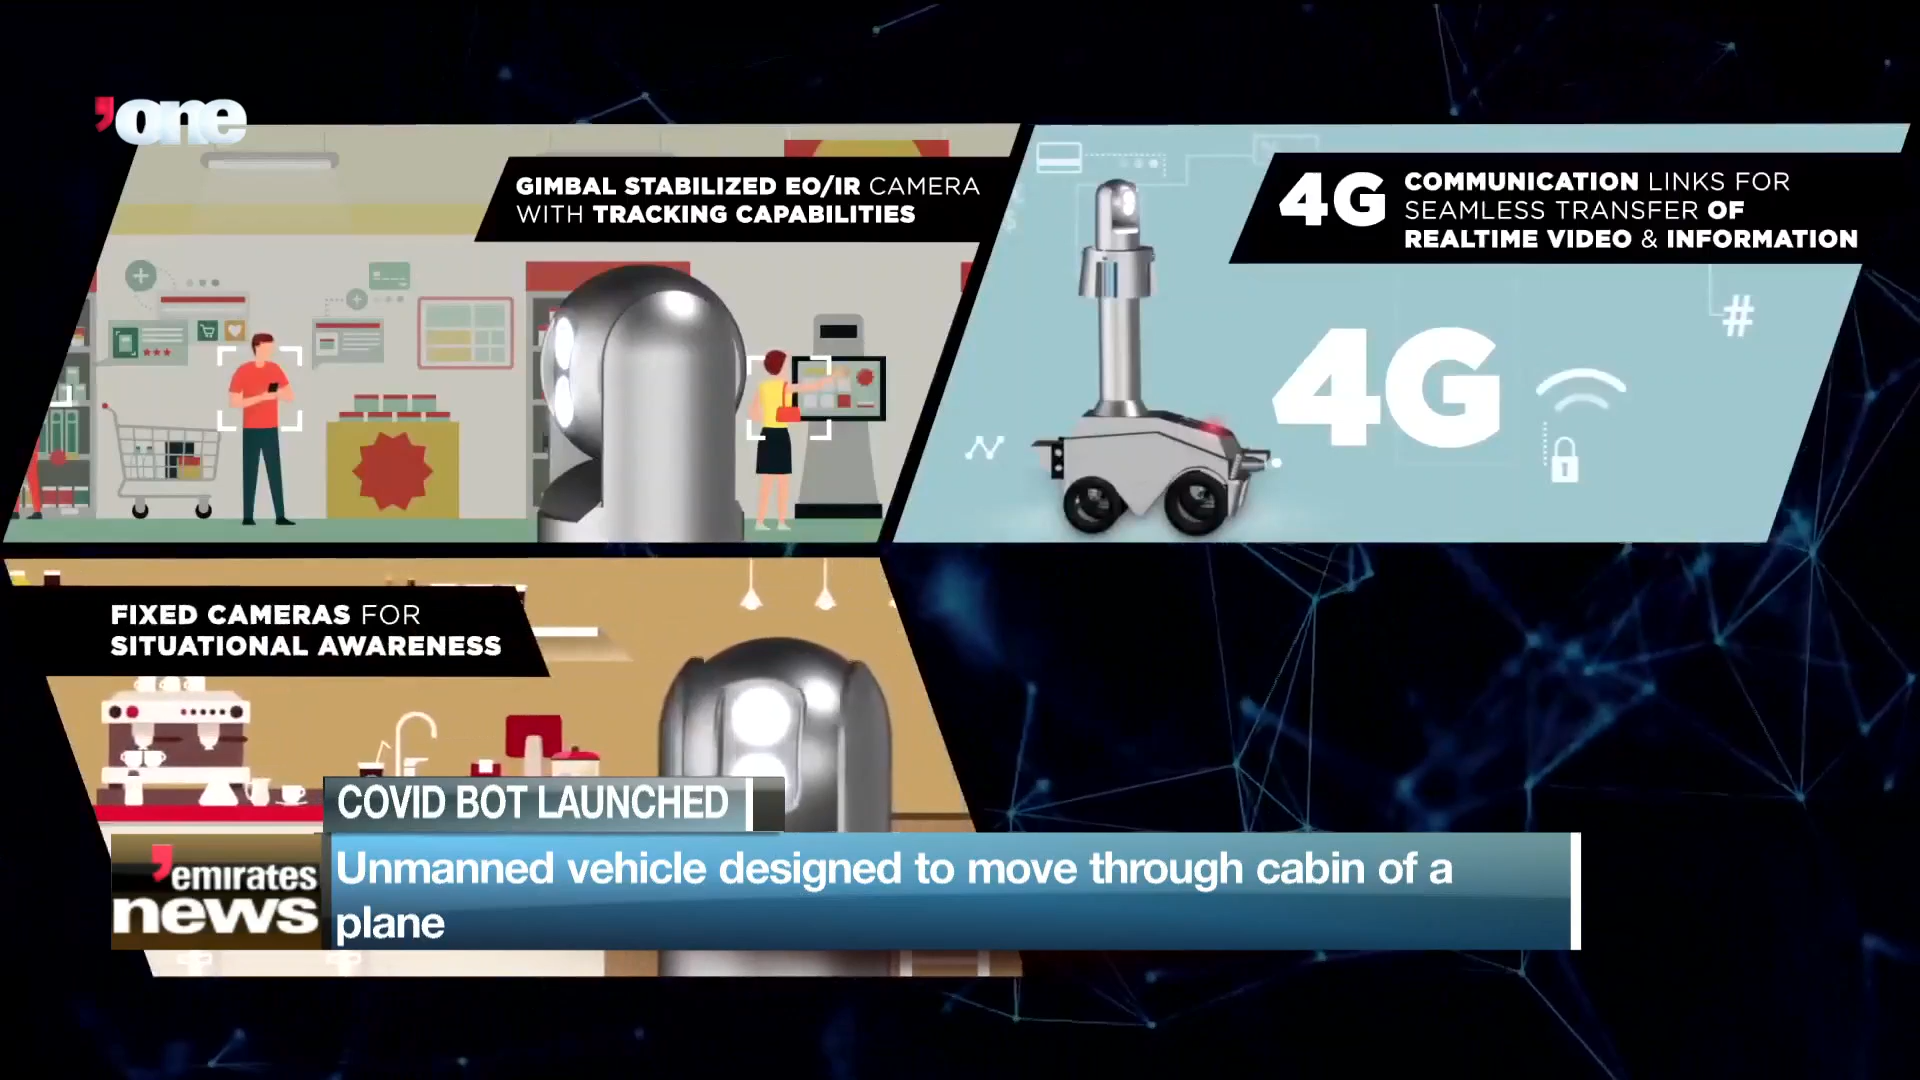 'one
GIMBAL STABILIZED EO/IR CAMERA
WITH TRACKING CAPABILITIES
4G
COMMUNICATION LINKS FOR
SEAMLESS TRANSFER OF
REALTIME VIDEO & INFORMATION
#
4G
FIXED CAMERAS FOR
SITUATIONAL AWARENESS
COVID BOT LAUNCHED
'emirates
news
Unmanned vehicle designed to move through cabin of a
plane